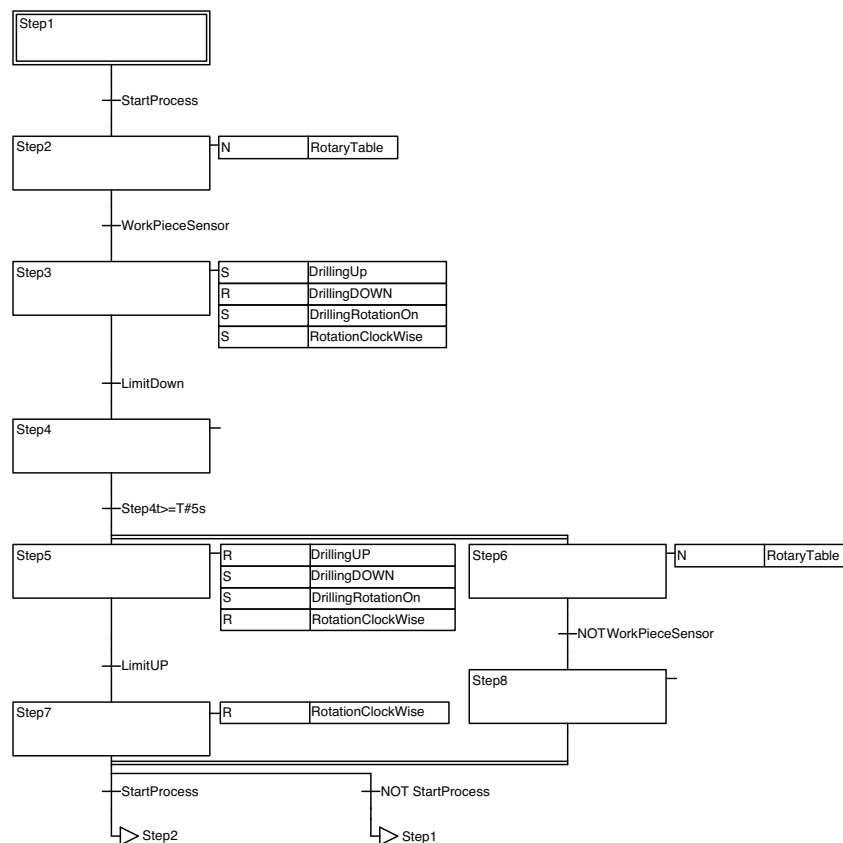 Step1
StartProcess
Step2
N RotaryTable
WorkPieceSensor
Step3
S DrillingUp
R DrillingDOWN
S DrillingRotationOn
S RotationClockWise
LimitDown
Step4
Step4.t>=T#5s
Step5
R DrillingUP
S DrillingDOWN
S DrillingRotationOn
R RotationClockWise
Step6
N RotaryTable
NOTWorkPieceSensor
LimitUP
Step8
Step7
R RotationClockWise
StartProcess
NOT StartProcess
Step2
Step1